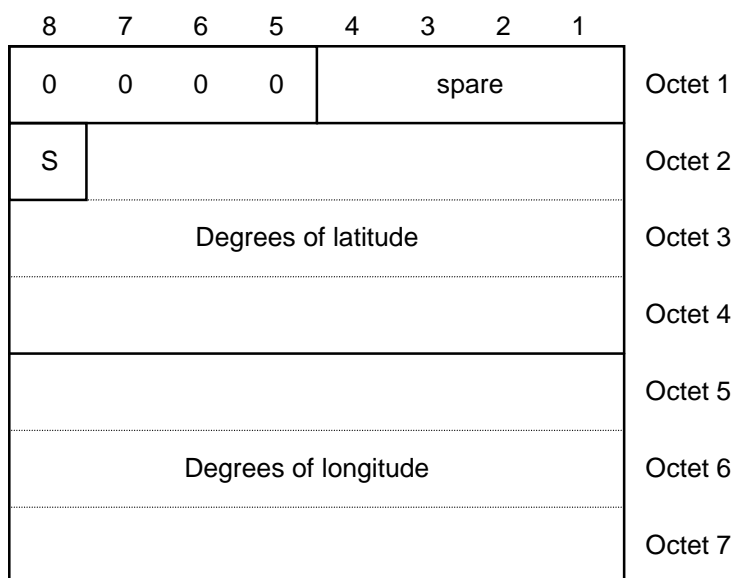 8 7 6 5 4 3 2 1
0 0 0 0 spare Octet 1
S Octet 2
Degrees of latitude Octet 3
Octet 4
Octet 5
Degrees of longitude Octet 6
Octet 7